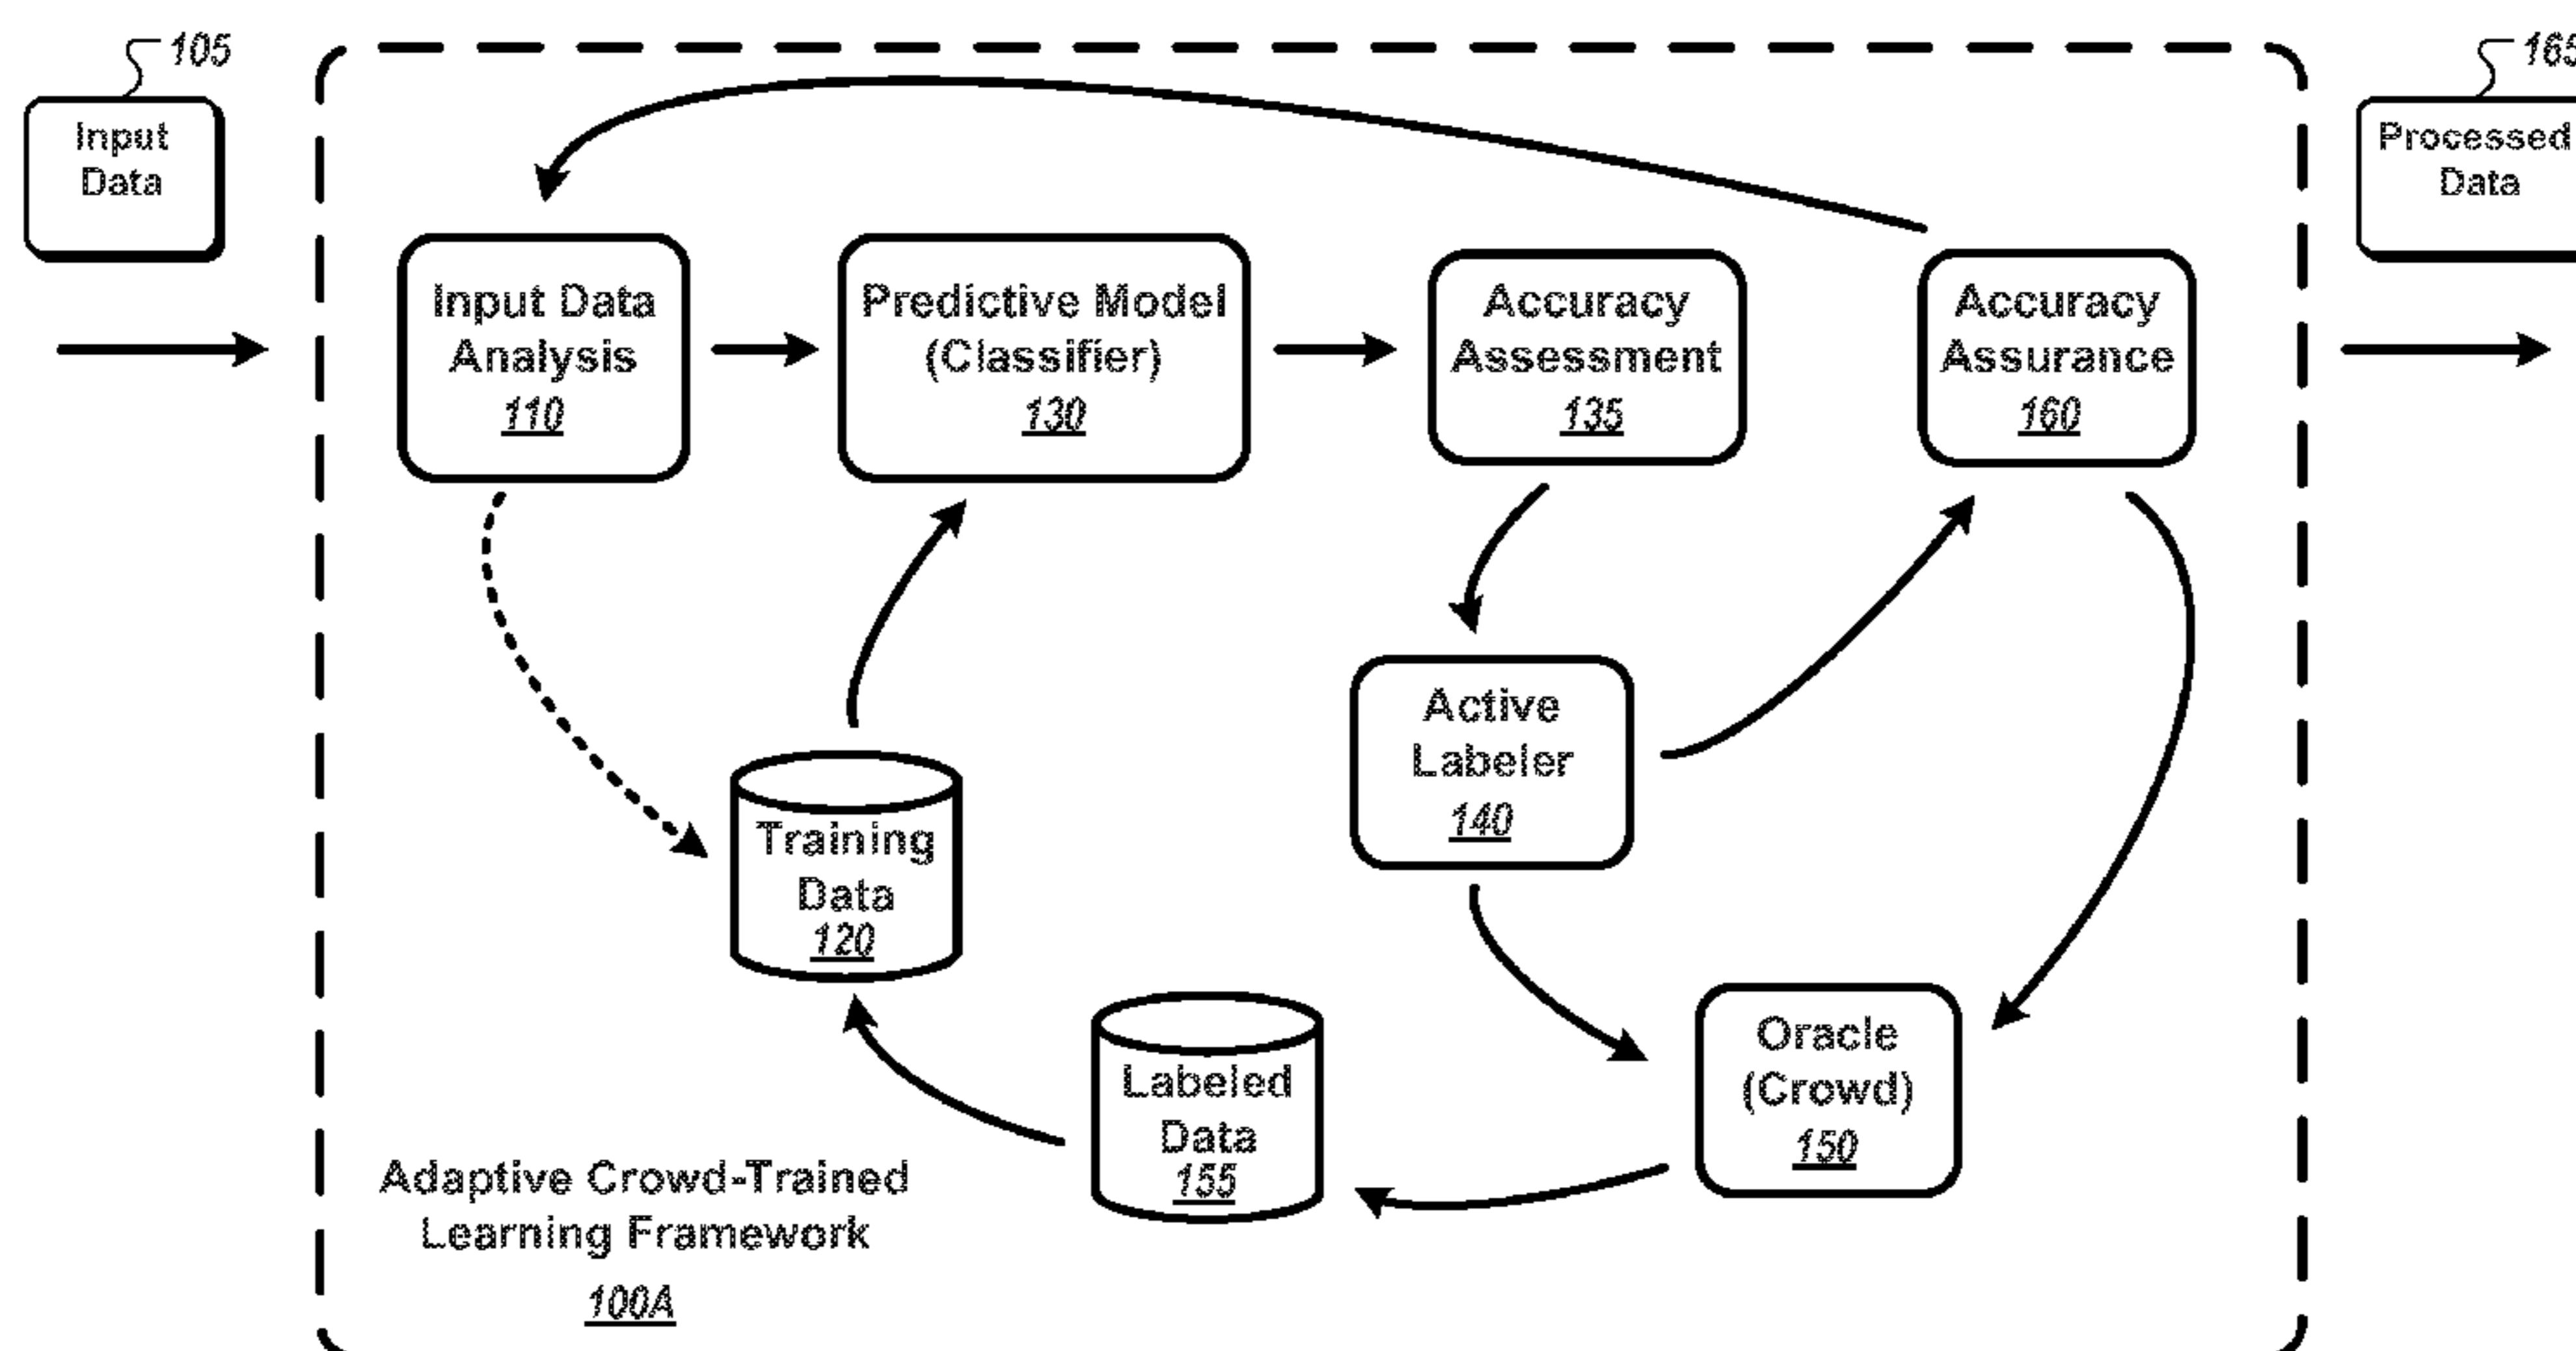 105
Input
Data
165
Processed
Data
Input Data
Analysis
110
Predictive Model
(Classifier)
130
Accuracy
Assessment
135
Accuracy
Assurance
160
Active
Labeler
140
Training
Data
120
Labeled
Data
155
Oracle
(Crowd)
150
Adaptive Crowd-Trained
Learning Framework
100A